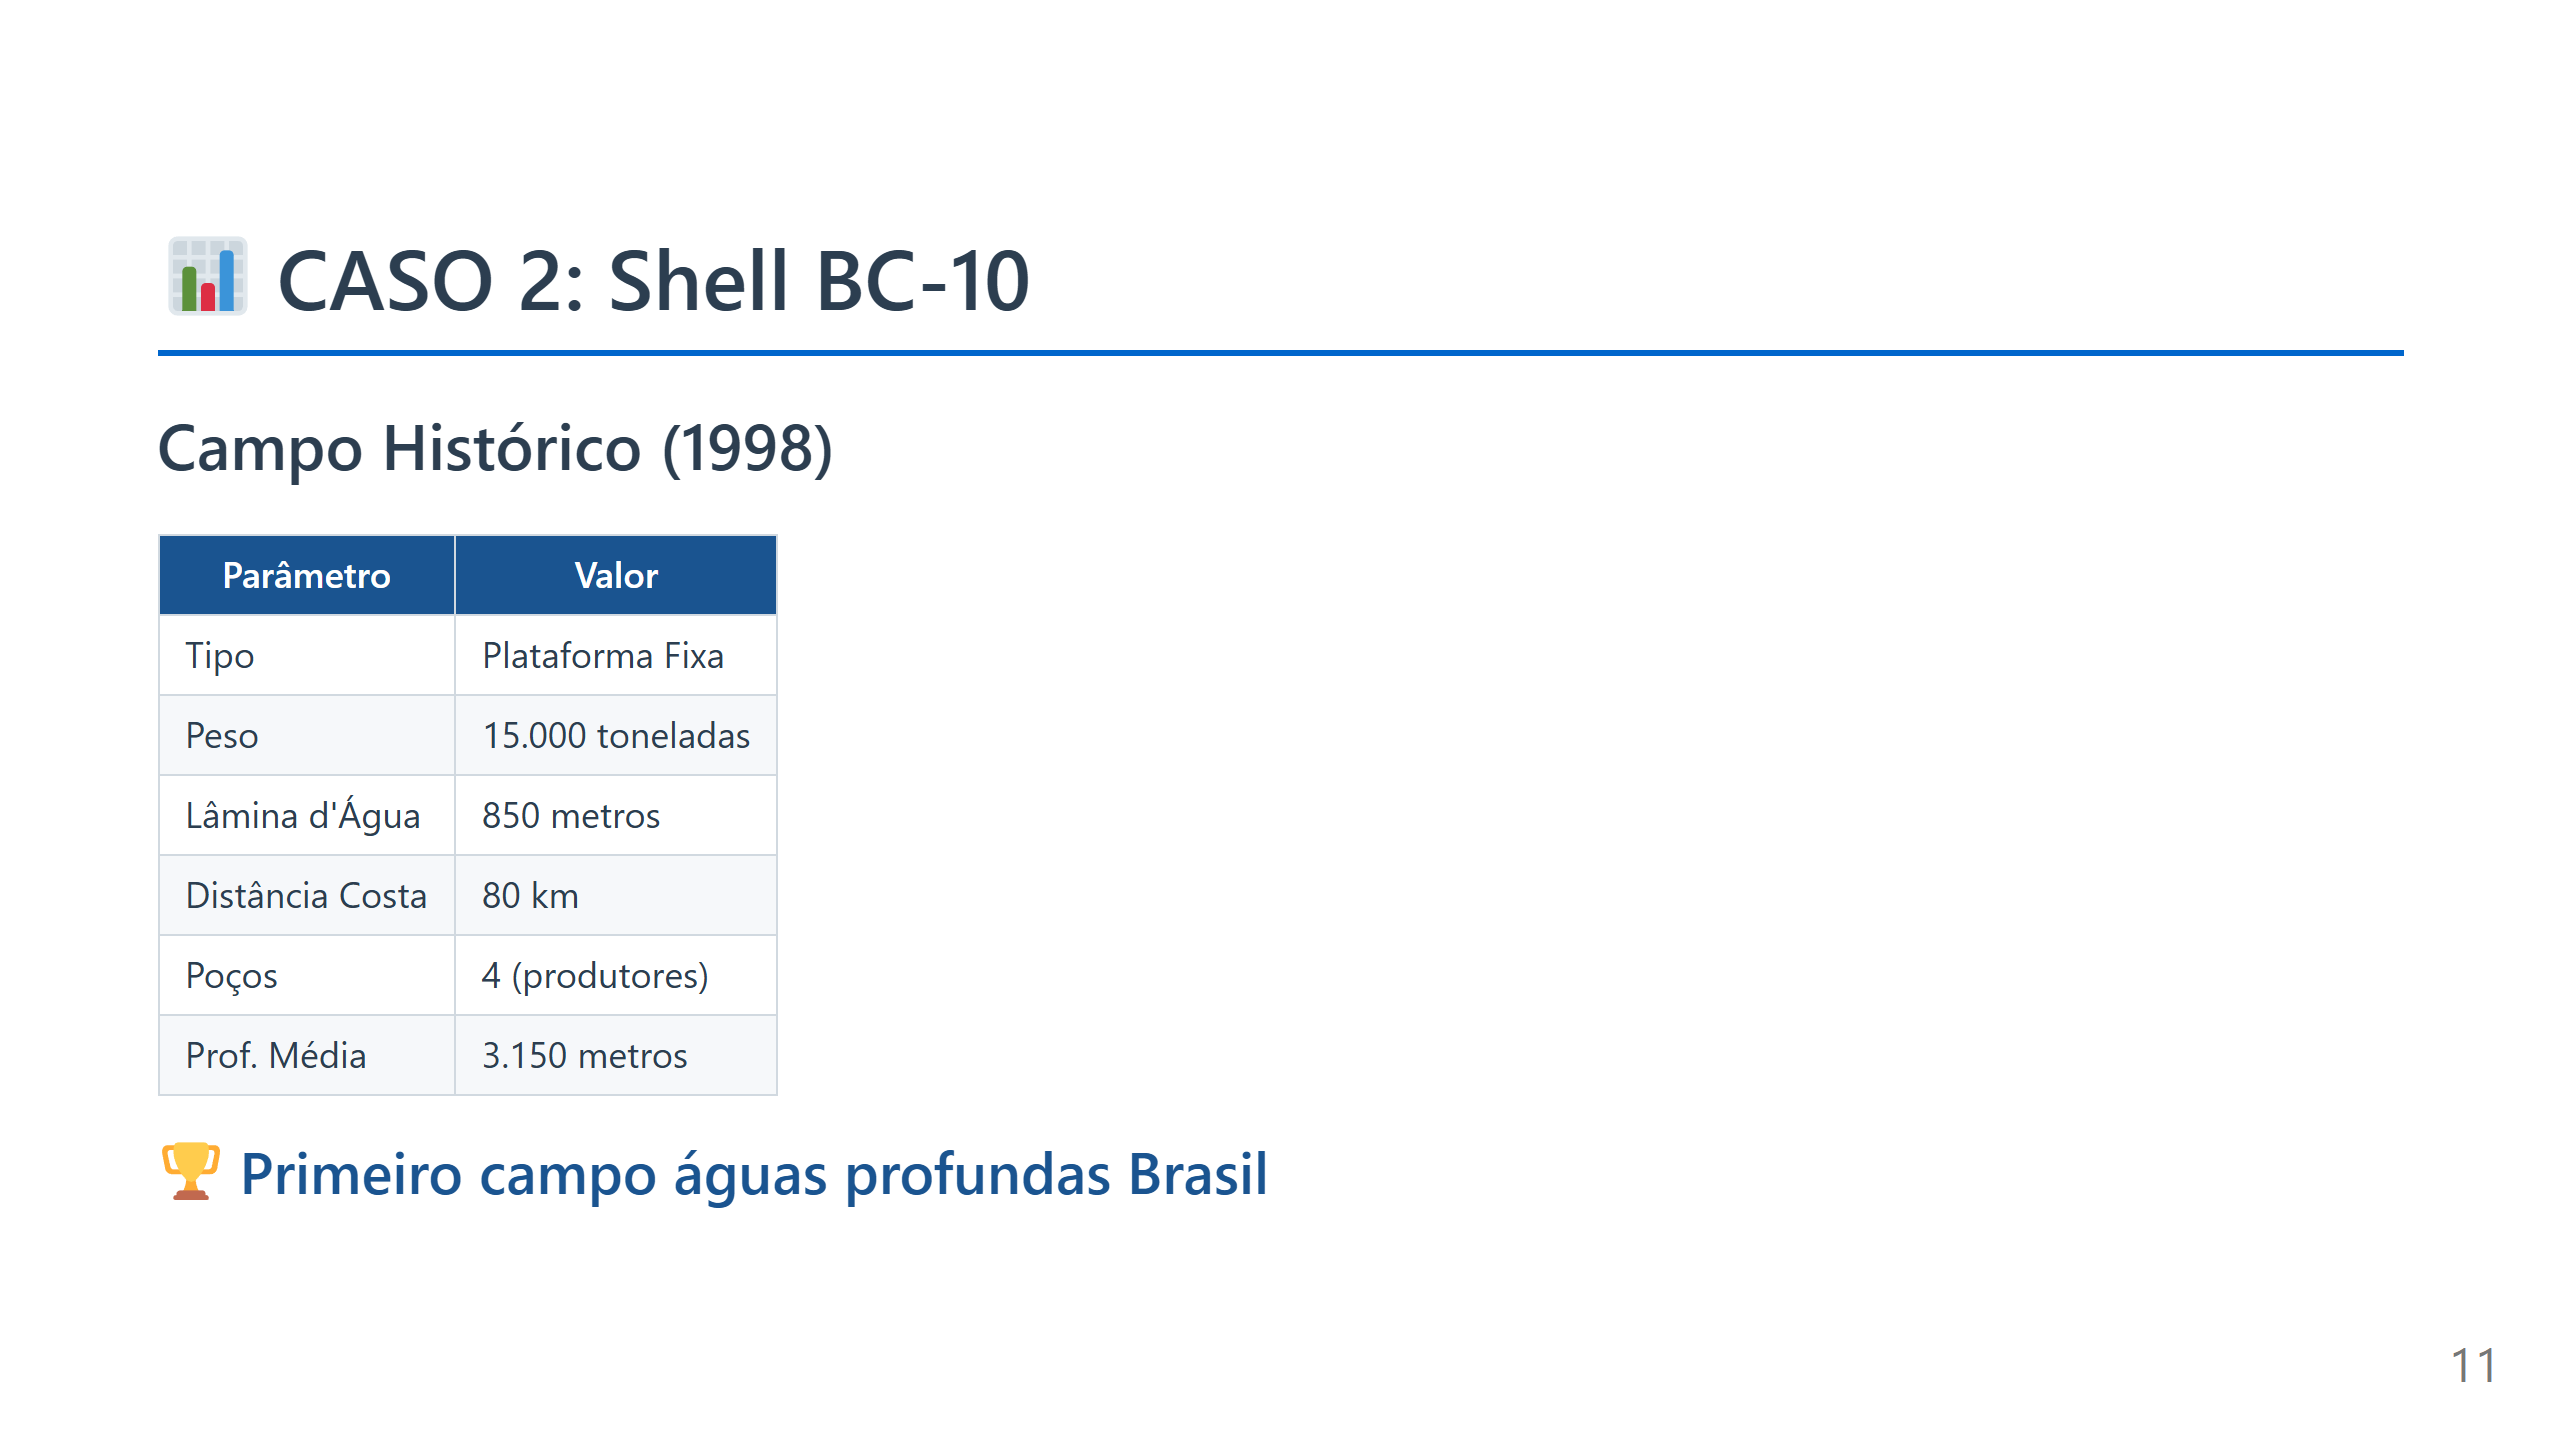 📊 CASO 2: Shell BC-10
Campo Histórico (1998)
Parâmetro Valor
Tipo Plataforma Fixa
Peso 15.000 toneladas
Lâmina d'Água 850 metros
Distância Costa 80 km
Poços 4 (produtores)
Prof. Média 3.150 metros
🏆 Primeiro campo águas profundas Brasil
11